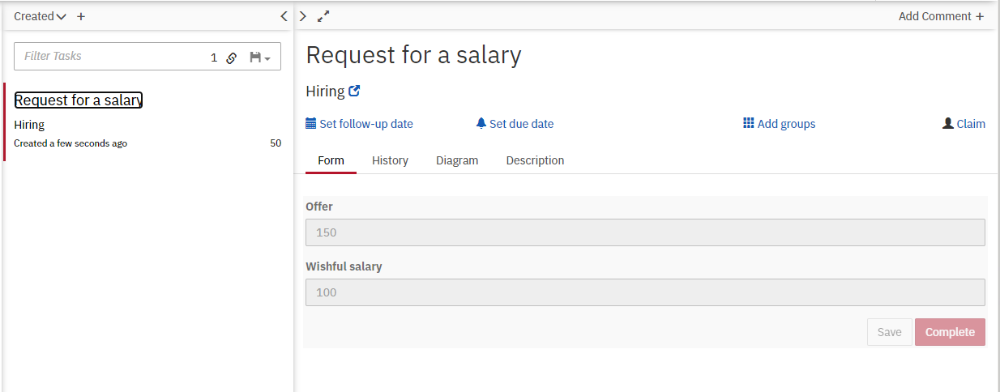 Created +
Add Comment +
Filter Tasks 1
Request for a salary
Hiring
Created a few seconds ago 50
Request for a salary
Hiring
Set follow-up date Set due date Add groups Claim
Form History Diagram Description
Offer
150
Wishful salary
100
Save Complete